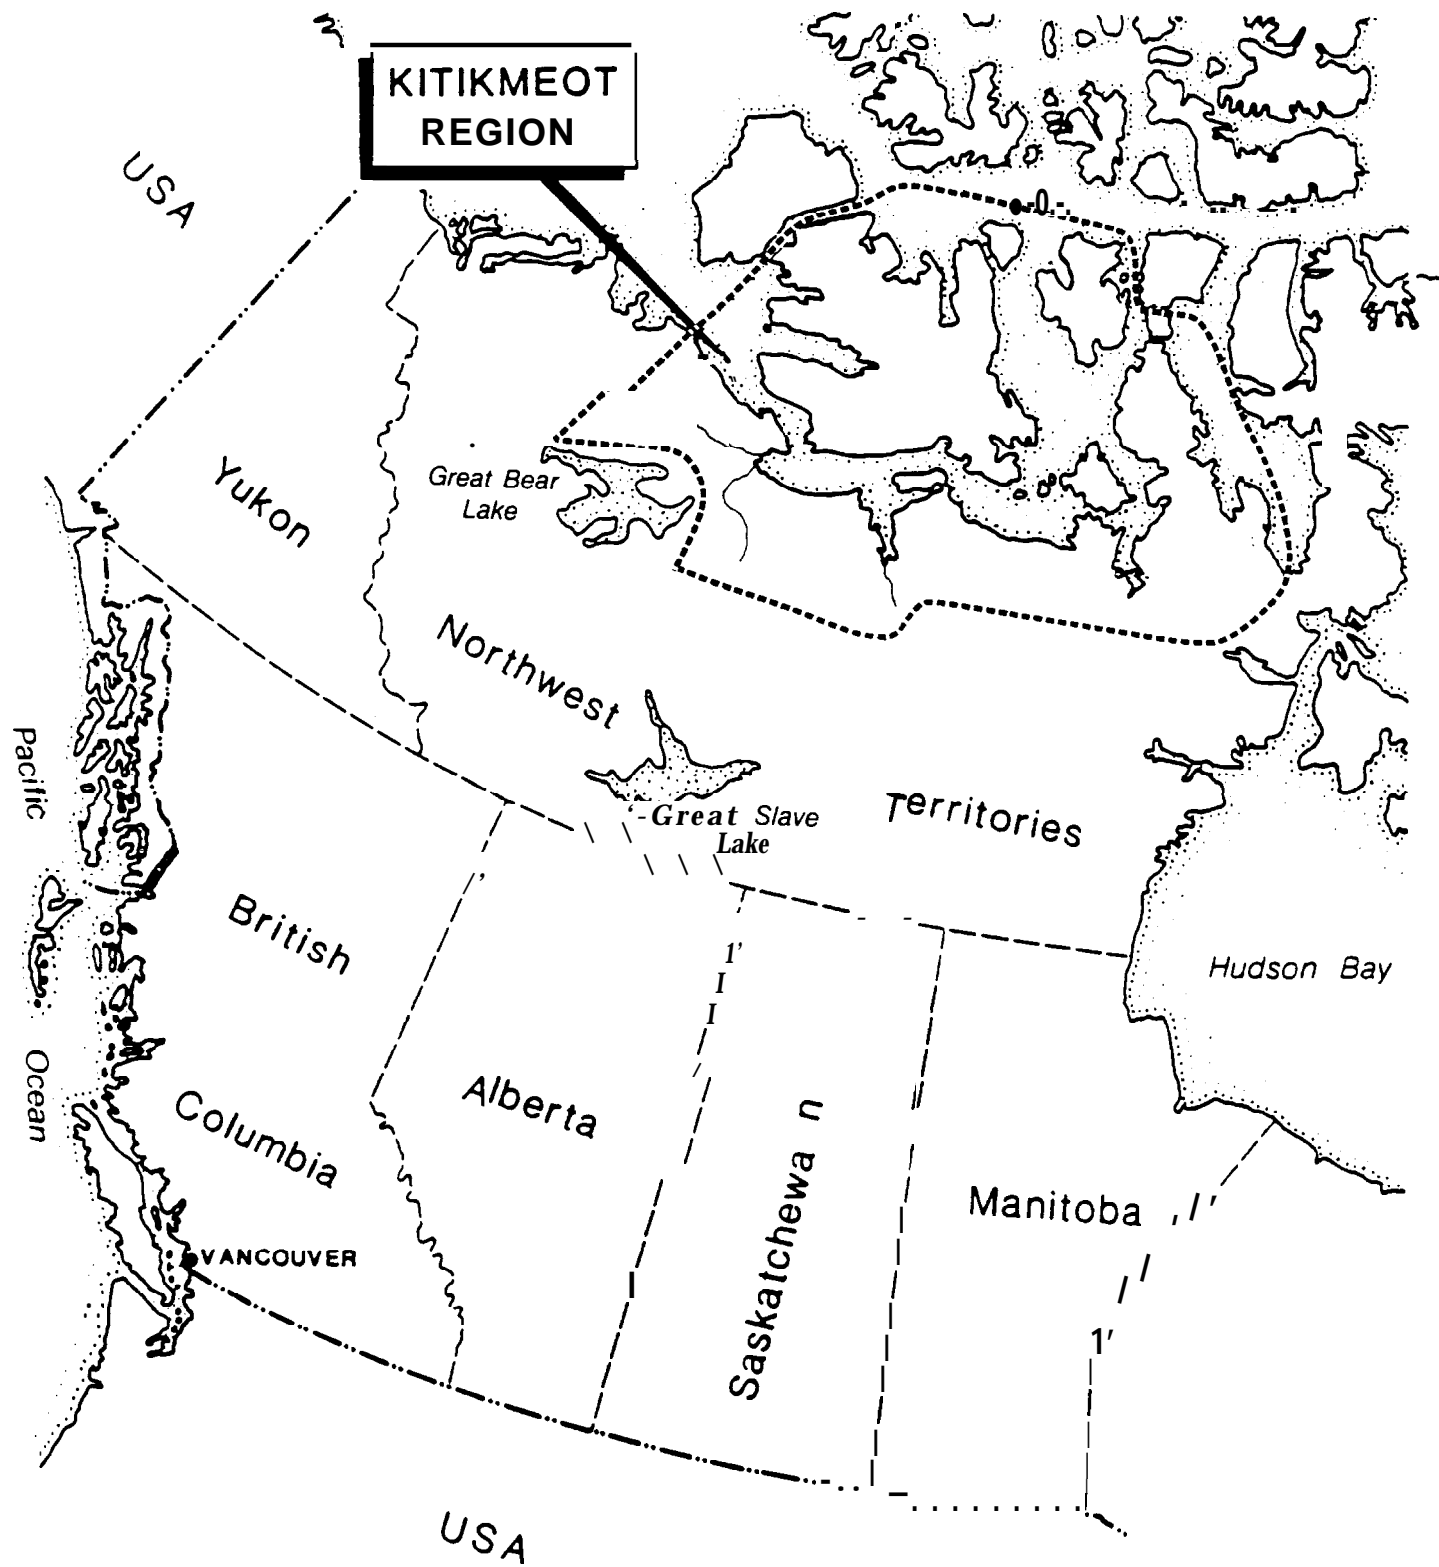 KITIKMEOT
REGION
USA
Yukon
Great Bear
Lake
Northwest
Territories
Great Slave
Lake
Pacific
Ocean
British
Columbia
Alberta
Saskatchewa n
Manitoba
Hudson Bay
VANCOUVER
USA